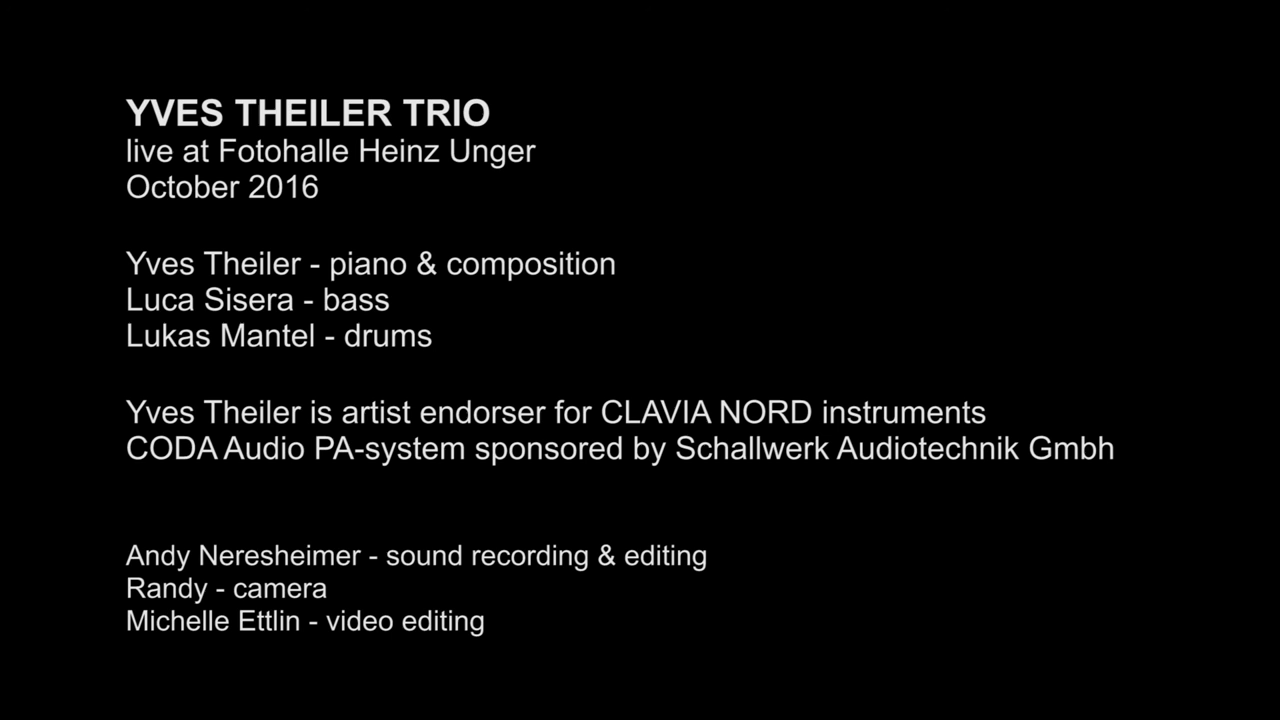 YVES THEILER TRIO
live at Fotohalle Heinz Unger
October 2016
Yves Theiler - piano & composition
Luca Sisera - bass
Lukas Mantel - drums
Yves Theiler is artist endorser for CLAVIA NORD instruments
CODA Audio PA-system sponsored by Schallwerk Audiotechnik Gmbh
Andy Neresheimer - sound recording & editing
Randy - camera
Michelle Ettlin - video editing